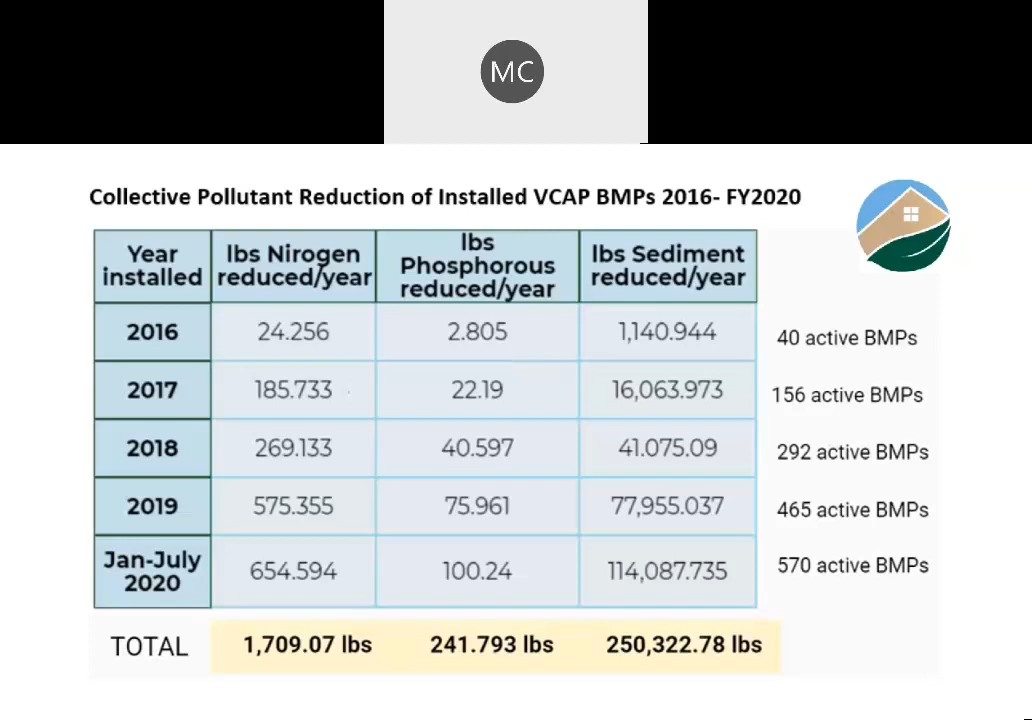 MC
Collective Pollutant Reduction of Installed VCAP BMPs 2016- FY2020
Year installed lbs Nirogen reduced/year lbs Phosphorous reduced/year lbs Sediment reduced/year
2016 24.256 2.805 1,140.944 40 active BMPs
2017 185.733 22.19 16,063.973 156 active BMPs
2018 269.133 40.597 41.075.09 292 active BMPs
2019 575.355 75.961 77,955.037 465 active BMPs
Jan-July 2020 654.594 100.24 114,087.735 570 active BMPs
TOTAL 1,709.07 lbs 241.793 lbs 250,322.78 lbs